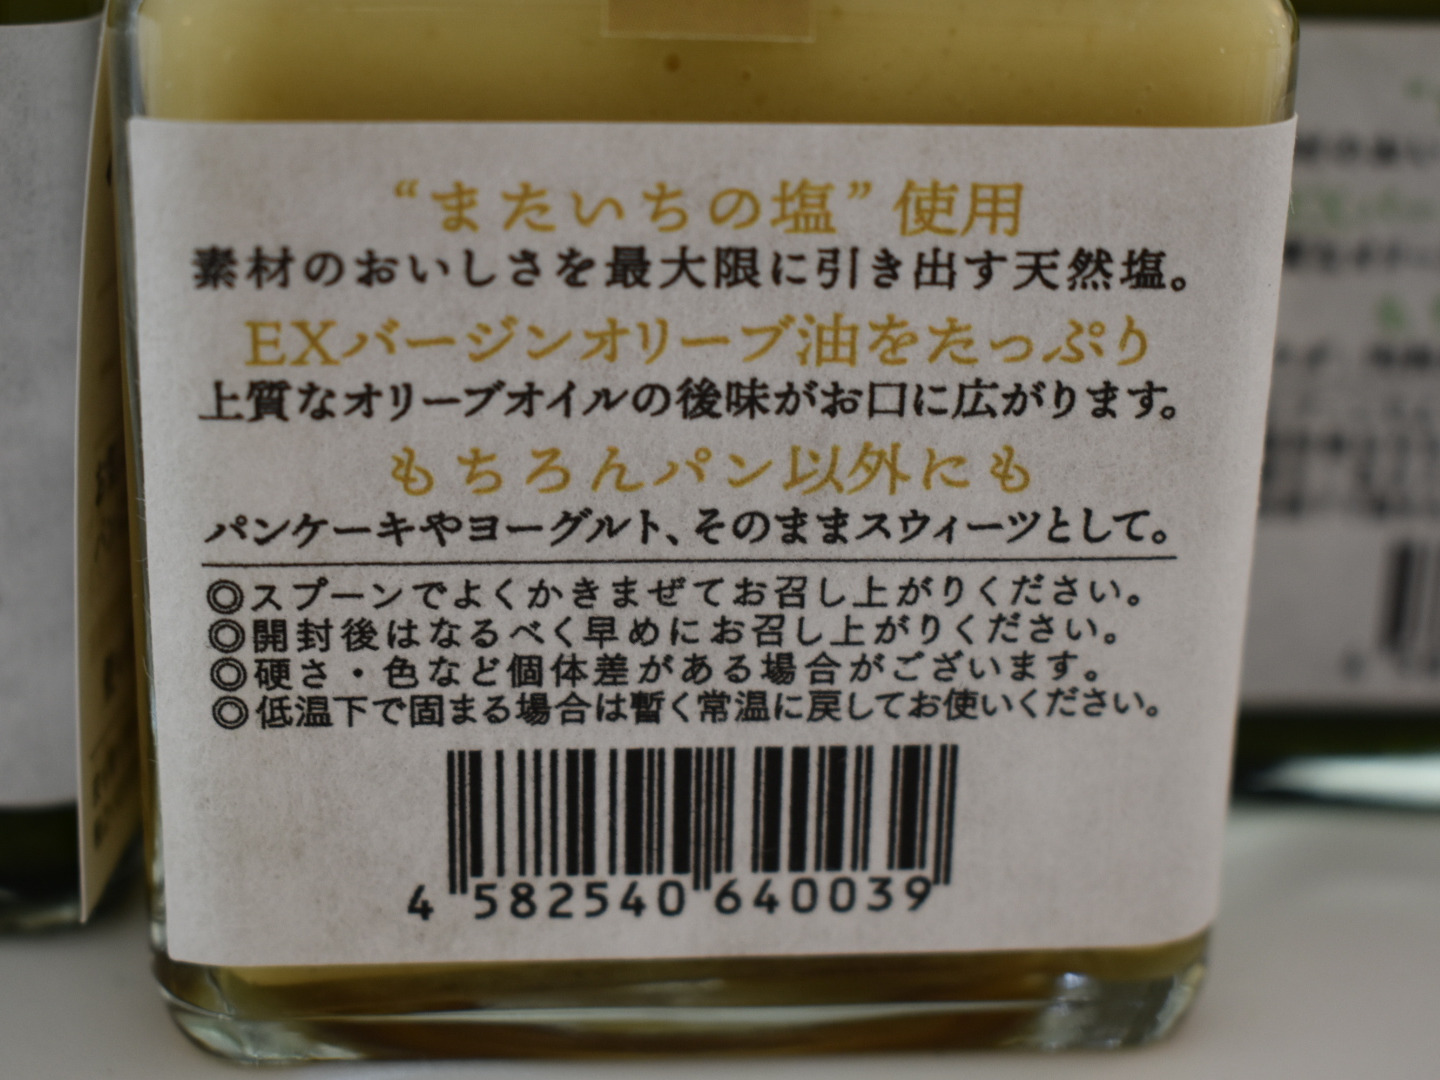 “またいちの塩”使用
素材のおいしさを最大限に引き出す天然塩。
EXバージンオリーブ油をたっぷり
上質なオリーブオイルの後味がお口に広がります。
もちろんパン以外にも
パンケーキやヨーグルト、そのままスウィーツとして。
◎スプーンでよくかきまぜてお召し上がりください。
◎開封後はなるべく早めにお召し上がりください。
◎硬さ・色など個体差がある場合がございます。
◎低温下で固まる場合は暫く常温に戻してお使いください。
4 582540 640039